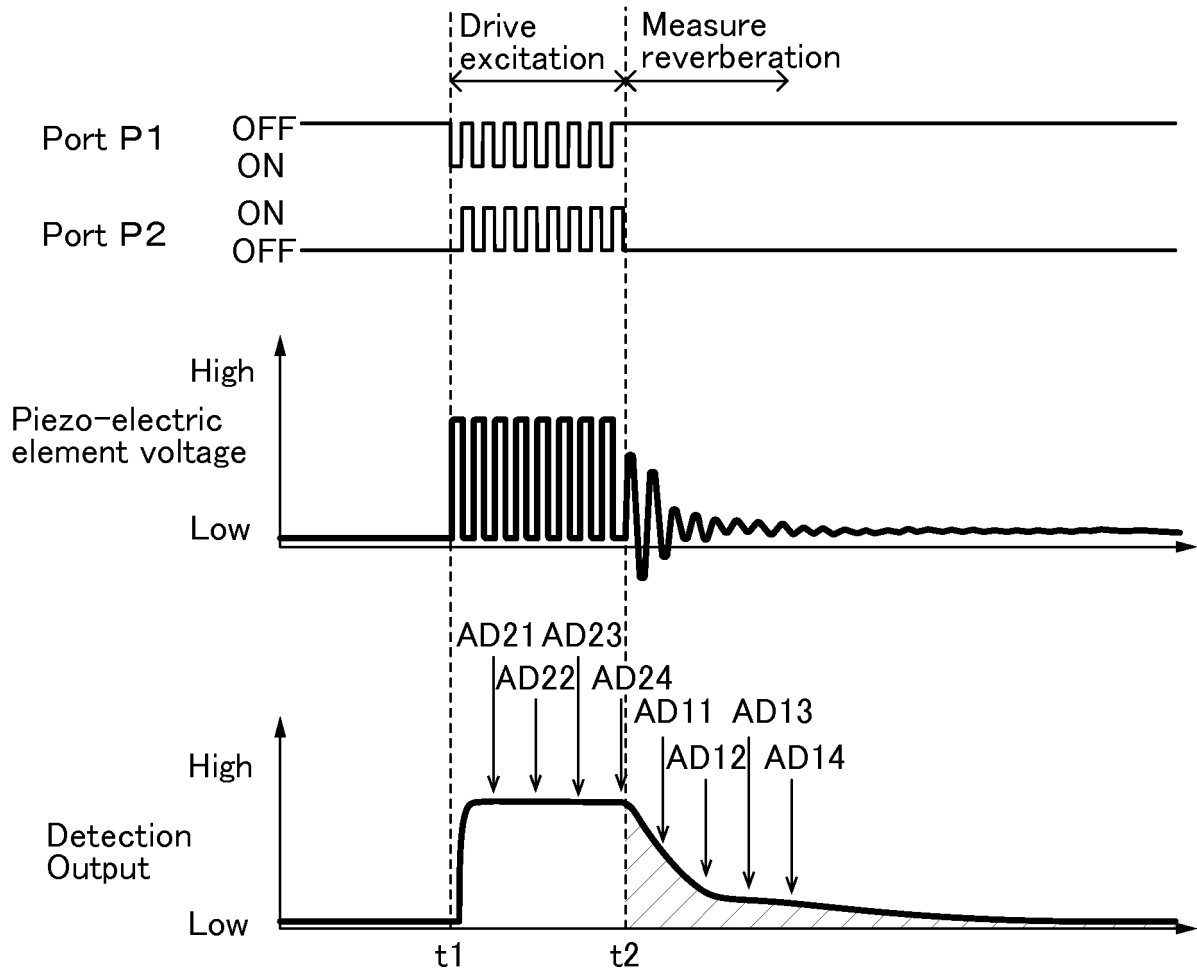 Drive
excitation
Measure
reverberation
Port P1
OFF
ON
Port P2
ON
OFF
High
Piezo-electric
element voltage
Low
AD21 AD23
AD22 AD24
AD11 AD13
AD12 AD14
High
Detection
Output
Low
t1 t2